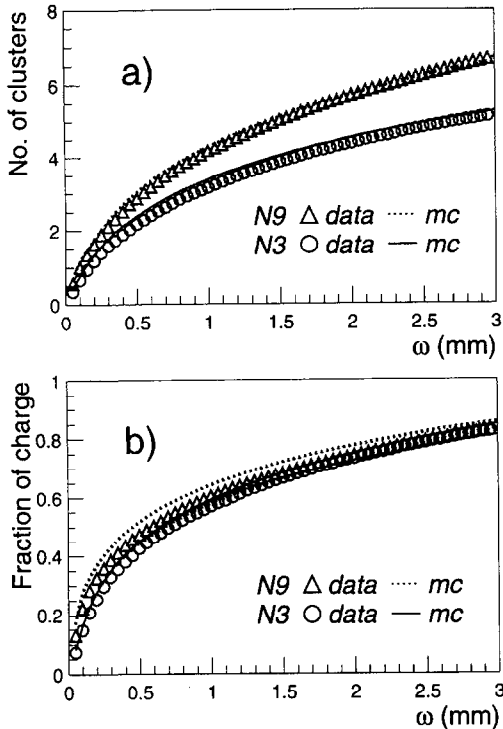 8
6
4
2
0
No. of clusters
a)
N9 △ data ······ mc
N3 ○ data — mc
0 0.5 1 1.5 2 2.5 3
ω (mm)
1
0.8
0.6
0.4
0.2
0
Fraction of charge
b)
N9 △ data ······ mc
N3 ○ data — mc
0 0.5 1 1.5 2 2.5 3
ω (mm)